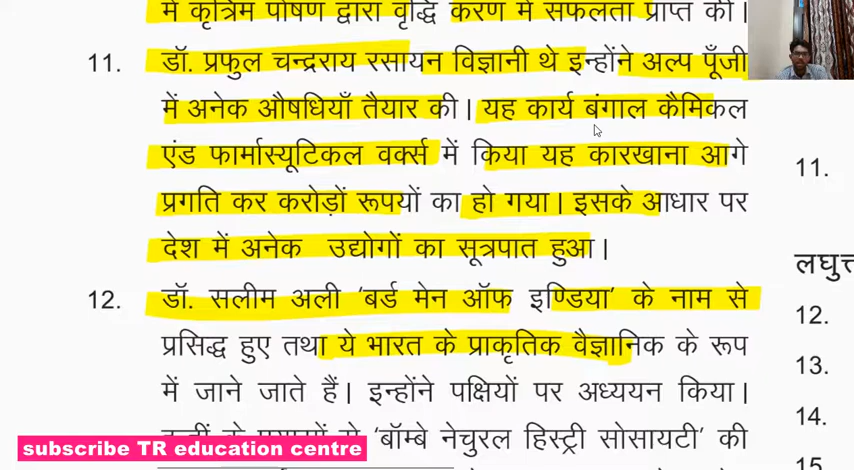 में कृत्रिम पोषण द्वारा वृद्धि करण में सफलता प्राप्त की।
11. डॉ. प्रफुल चन्द्रराय रसायन विज्ञानी थे इन्होंने अल्प पूँजी
में अनेक औषधियाँ तैयार की। यह कार्य बंगाल कैमिकल
एंड फार्मास्यूटिकल वर्क्स में किया यह कारखाना आगे
प्रगति कर करोड़ों रूपयों का हो गया। इसके आधार पर
देश में अनेक उद्योगों का सूत्रपात हुआ।
12. डॉ. सलीम अली 'बर्ड मेन ऑफ इण्डिया' के नाम से
प्रसिद्ध हुए तथा ये भारत के प्राकृतिक वैज्ञानिक के रूप
में जाने जाते हैं। इन्होंने पक्षियों पर अध्ययन किया।
'बॉम्बे नेचुरल हिस्ट्री सोसायटी' की
subscribe TR education centre
11.
लघुत्त
12.
13.
14.
15